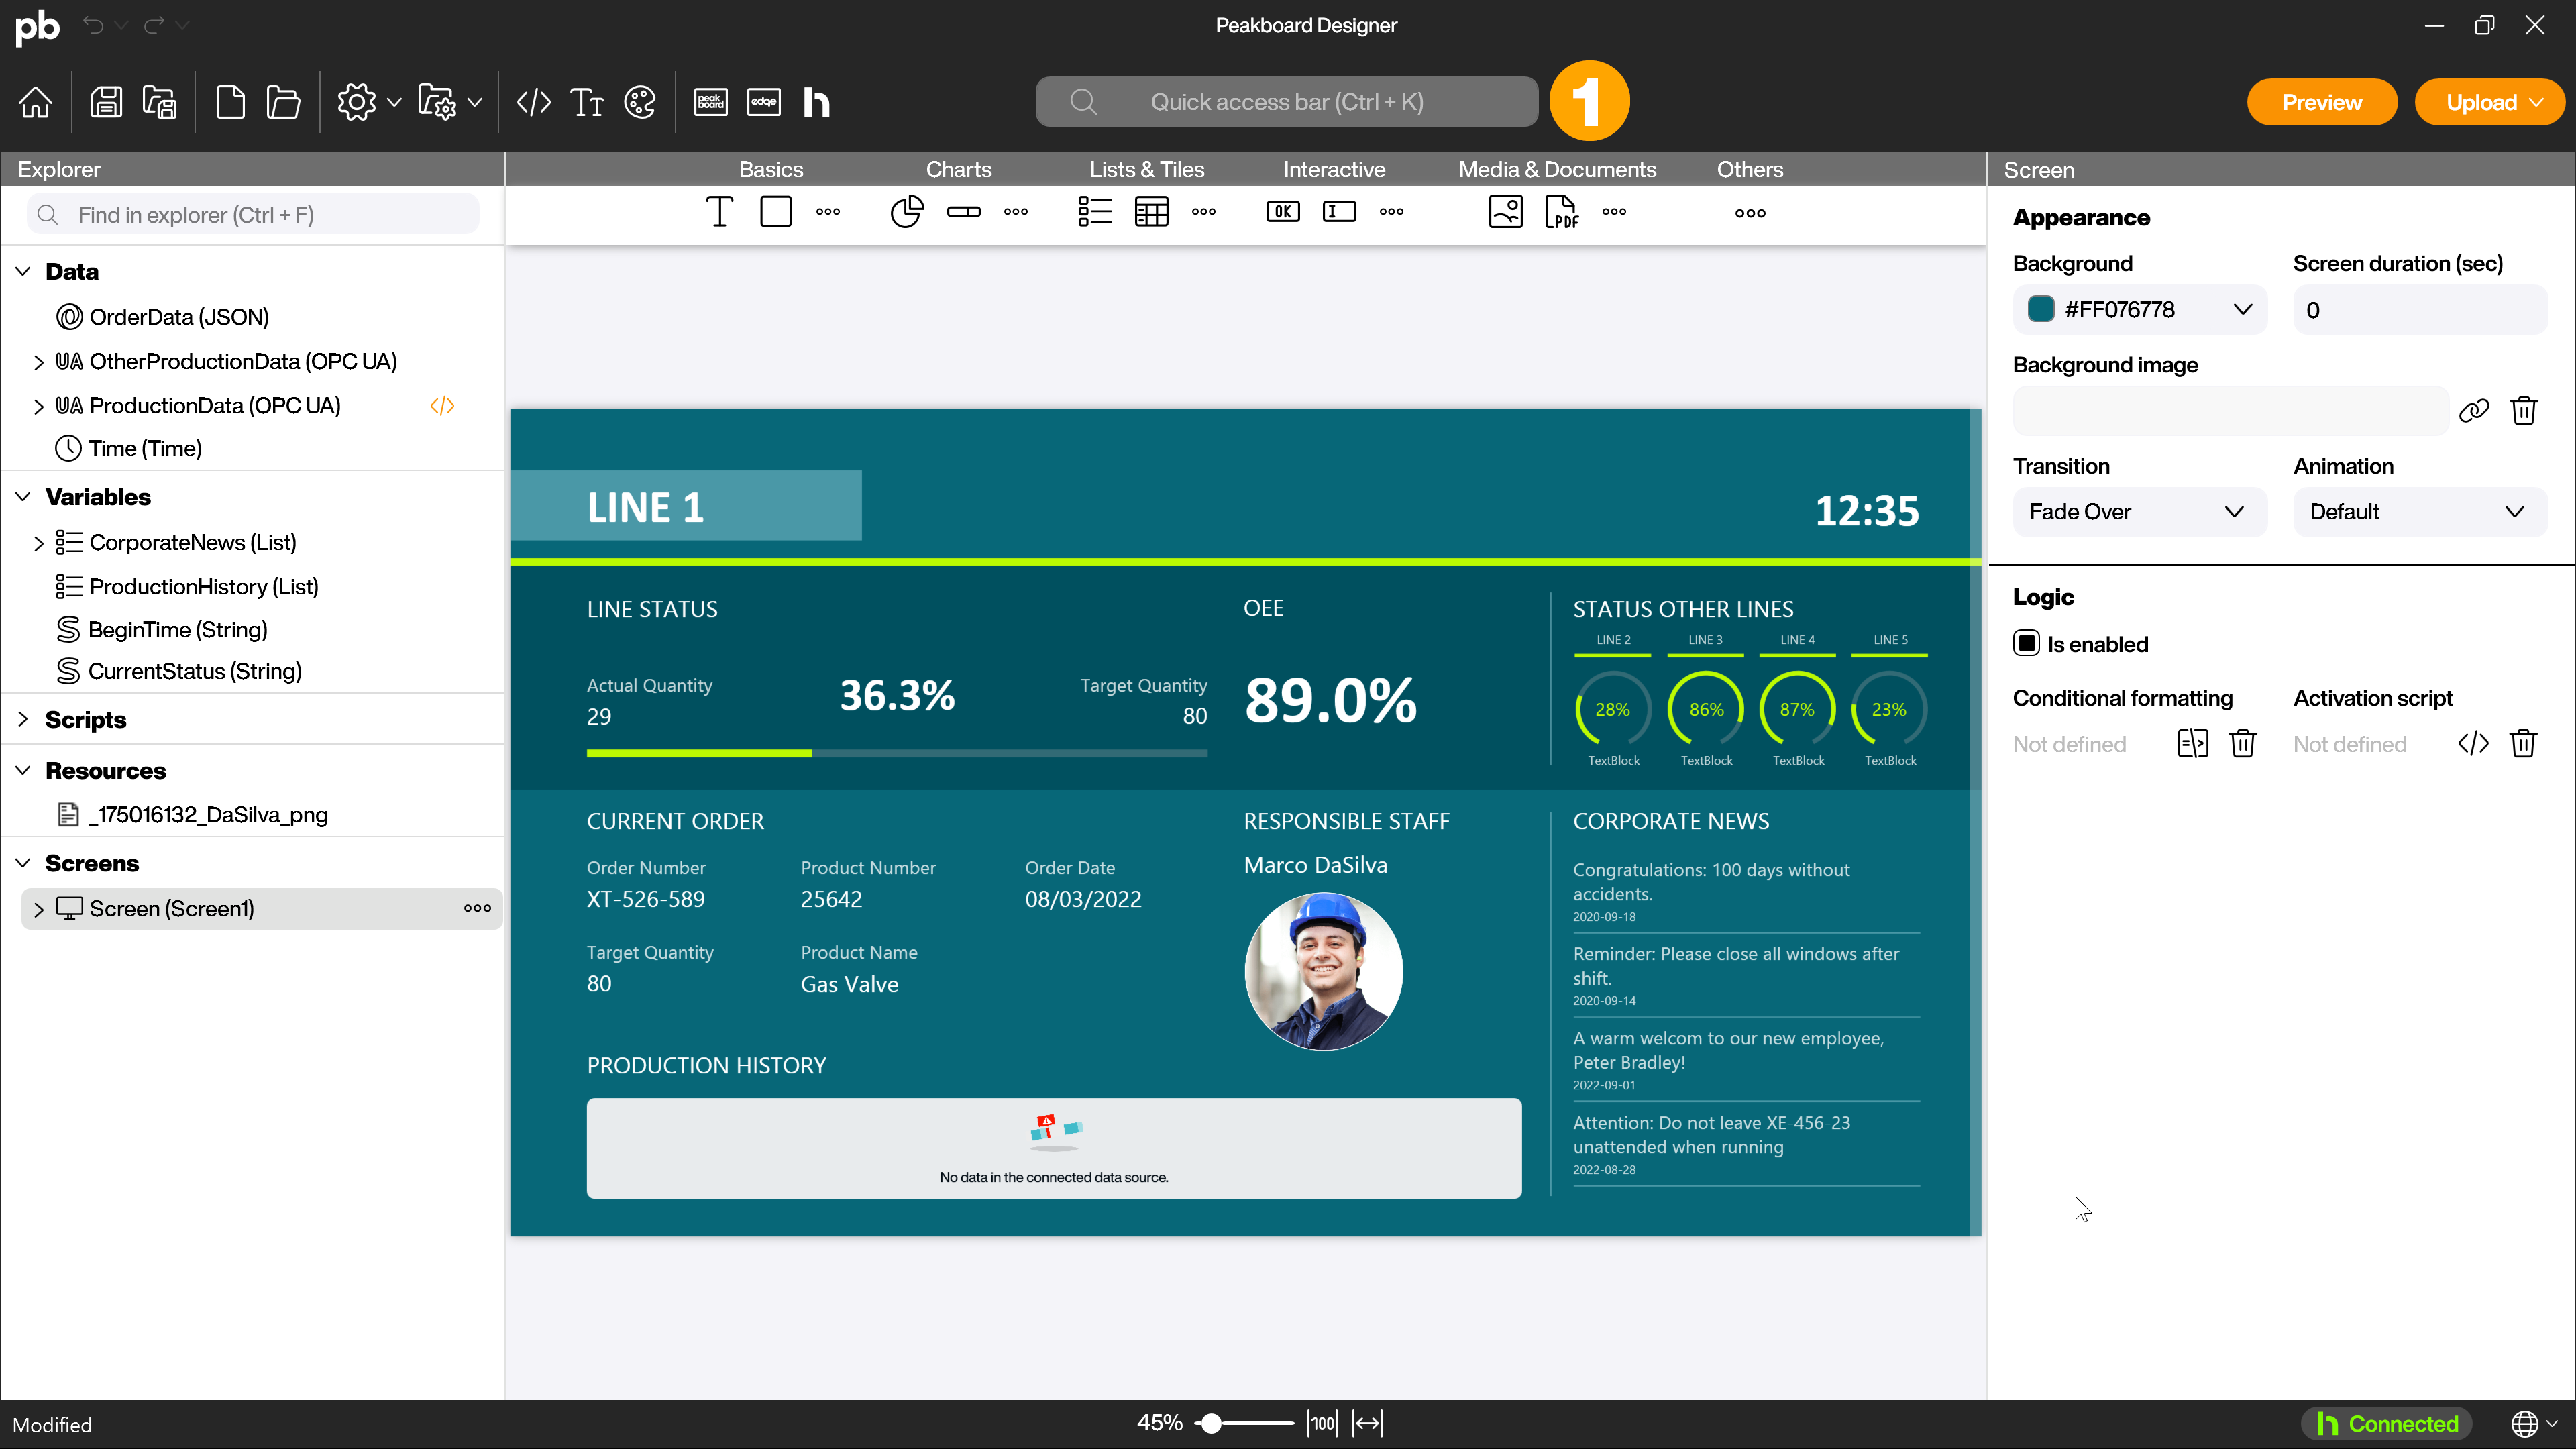 pb
Peakboard Designer
peak
board
edge
Quick access bar (Ctrl + K)
1
Preview
Upload
Explorer
Basics
Charts
Lists & Tiles
Interactive
Media & Documents
Others
Screen
Find in explorer (Ctrl + F)
OK
PDF
Data
OrderData (JSON)
UA OtherProductionData (OPC UA)
UA ProductionData (OPC UA)
Time (Time)
Variables
CorporateNews (List)
ProductionHistory (List)
BeginTime (String)
CurrentStatus (String)
Scripts
Resources
_175016132_DaSilva_png
Screens
Screen (Screen1)
LINE 1
12:35
LINE STATUS
Actual Quantity
29
36.3%
Target Quantity
80
OEE
89.0%
STATUS OTHER LINES
LINE 2
LINE 3
LINE 4
LINE 5
28%
86%
87%
23%
TextBlock
TextBlock
TextBlock
TextBlock
CURRENT ORDER
Order Number
XT-526-589
Product Number
25642
Order Date
08/03/2022
Target Quantity
80
Product Name
Gas Valve
RESPONSIBLE STAFF
Marco DaSilva
CORPORATE NEWS
Congratulations: 100 days without
accidents.
2020-09-18
Reminder: Please close all windows after
shift.
2020-09-14
A warm welcom to our new employee,
Peter Bradley!
2022-09-01
Attention: Do not leave XE-456-23
unattended when running
2022-08-28
PRODUCTION HISTORY
No data in the connected data source.
Appearance
Background
Screen duration (sec)
#FF076778
0
Background image
Transition
Animation
Fade Over
Default
Logic
Is enabled
Conditional formatting
Activation script
Not defined
Not defined
Modified
45%
100
Connected